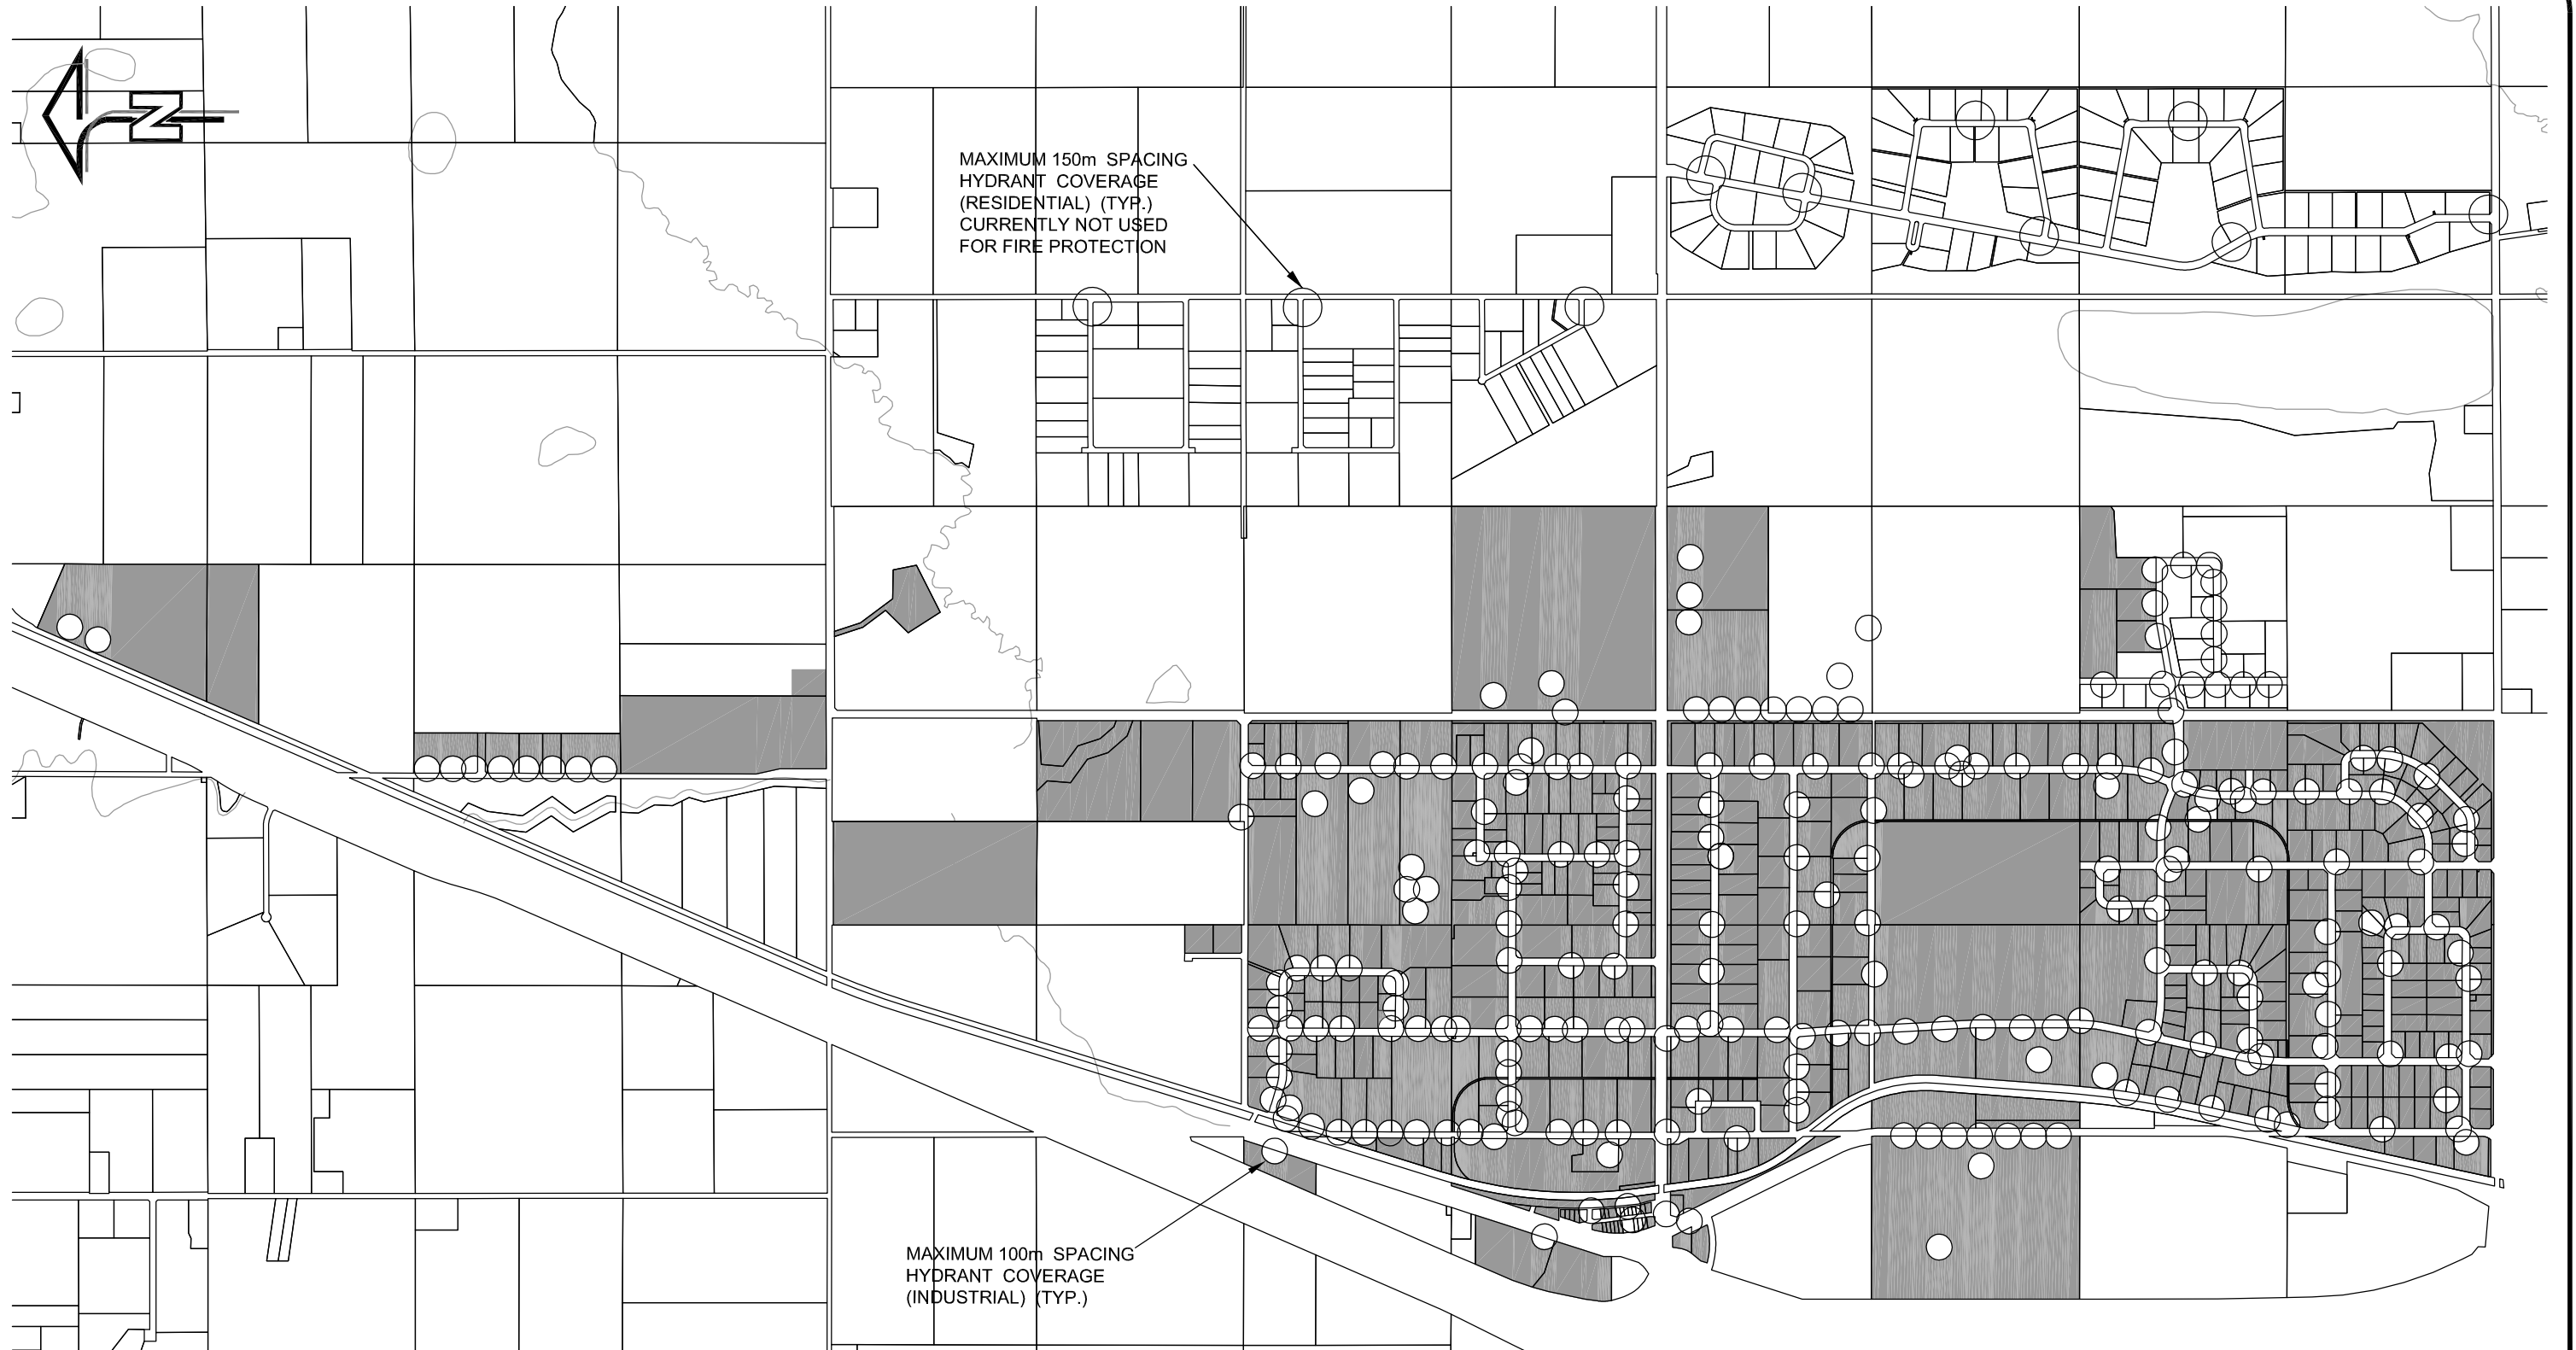 N
MAXIMUM 150m SPACING
HYDRANT COVERAGE
(RESIDENTIAL) (TYP.)
CURRENTLY NOT USED
FOR FIRE PROTECTION
MAXIMUM 100m SPACING
HYDRANT COVERAGE
(INDUSTRIAL) (TYP.)